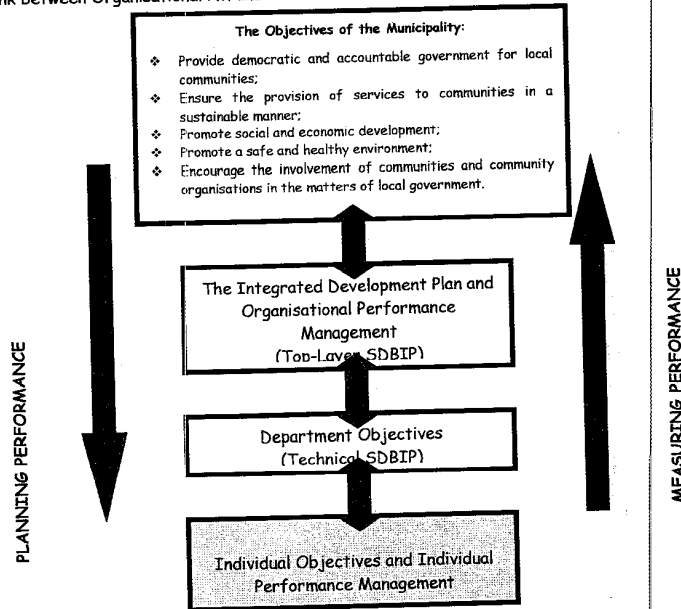 The Objectives of the Municipality:
❖ Provide democratic and accountable government for local
communities;
❖ Ensure the provision of services to communities in a
sustainable manner;
❖ Promote social and economic development;
❖ Promote a safe and healthy environment;
❖ Encourage the involvement of communities and community
organisations in the matters of local government.
The Integrated Development Plan and
Organisational Performance
Management
(Top-Layer SDBIP)
Department Objectives
(Technical SDBIP)
Individual Objectives and Individual
Performance Management
PLANNING PERFORMANCE
MEASURING PERFORMANCE